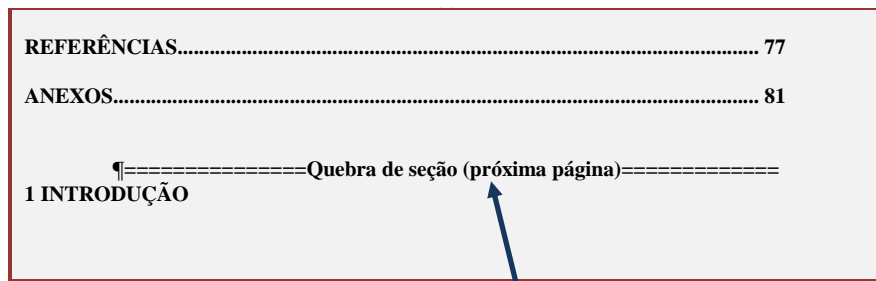 REFERÊNCIAS........................................................................................................... 77
ANEXOS....................................................................................................................... 81
¶===============Quebra de seção (próxima página)=============
1 INTRODUÇÃO